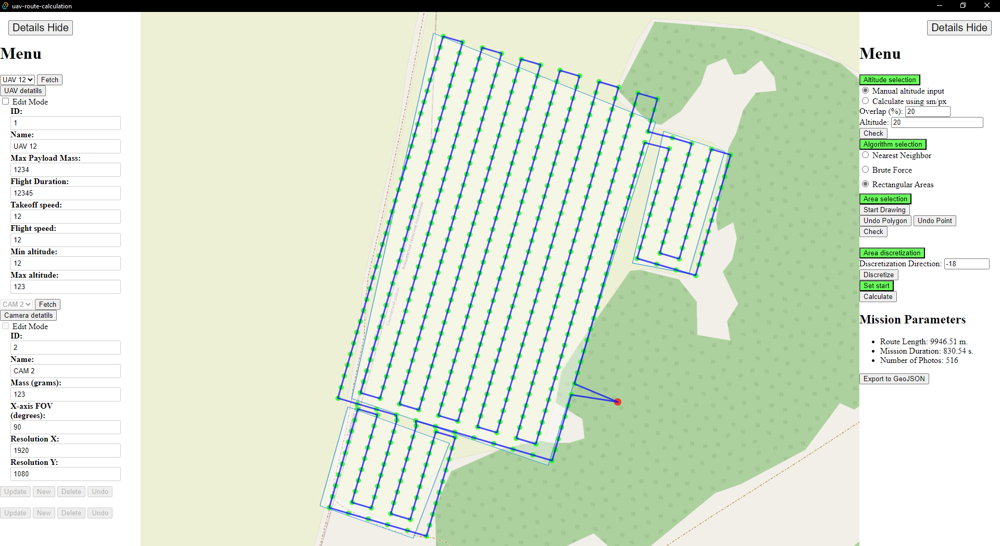 uav-route-calculation
Details Hide
Menu
UAV 12 Fetch
UAV detatils
Edit Mode
ID:
1
Name:
UAV 12
Max Payload Mass:
1234
Flight Duration:
12345
Takeoff speed:
12
Flight speed:
12
Min altitude:
12
Max altitude:
123
CAM 2 Fetch
Camera detatils
Edit Mode
ID:
2
Name:
CAM 2
Mass (grams):
123
X-axis FOV
(degrees):
90
Resolution X:
1920
Resolution Y:
1080
Update New Delete Undo
Update New Delete Undo
Алишевское сельское поселение
Сосновский район
Details Hide
Menu
Altitude selection
Manual altitude input
Calculate using sm/px
Overlap (%): 20
Altitude: 20
Check
Algorithm selection
Nearest Neighbor
Brute Force
Rectangular Areas
Area selection
Start Drawing
Undo Polygon Undo Point
Check
Area discretization
Discretization Direction: -18
Discretize
Set start
Calculate
Mission Parameters
Route Length: 9946.51 m.
Mission Duration: 830.54 s.
Number of Photos: 516
Export to GeoJSON